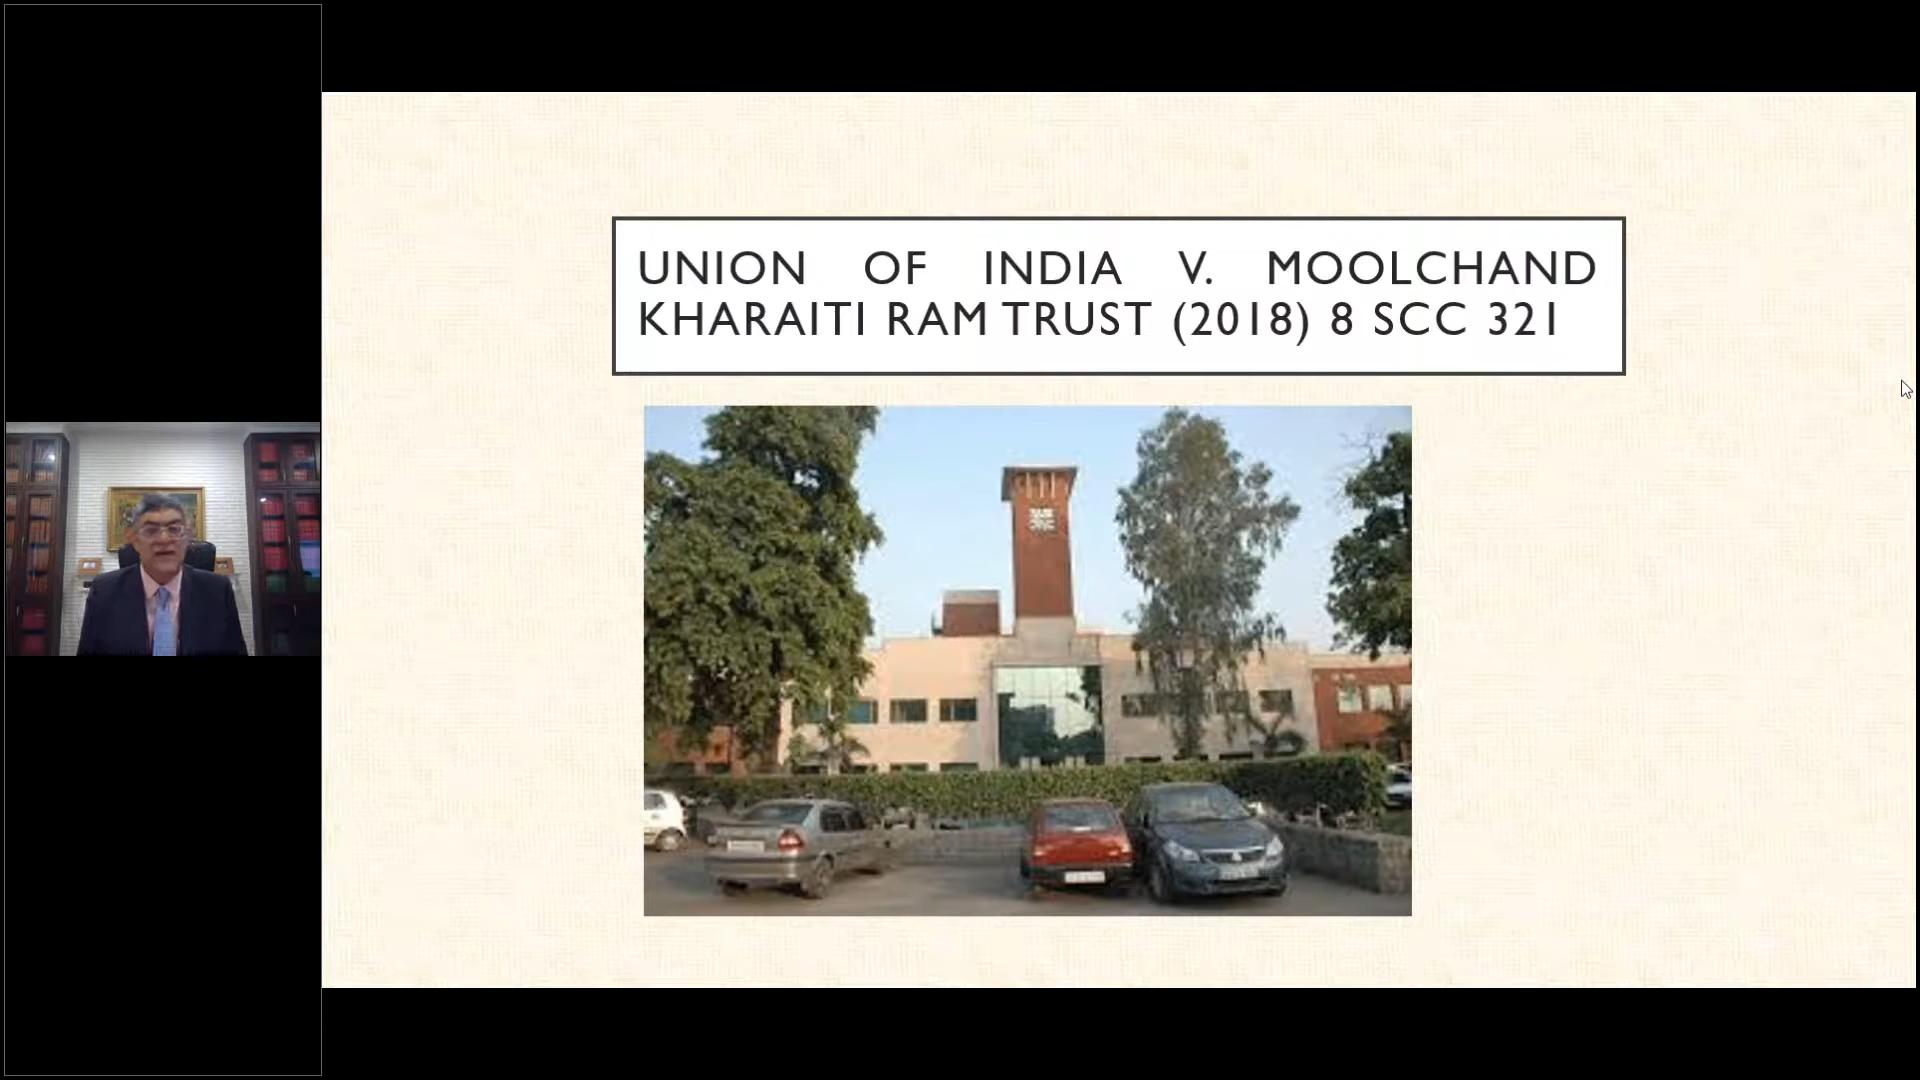 UNION OF INDIA V. MOOLCHAND
KHARAITI RAM TRUST (2018) 8 SCC 321